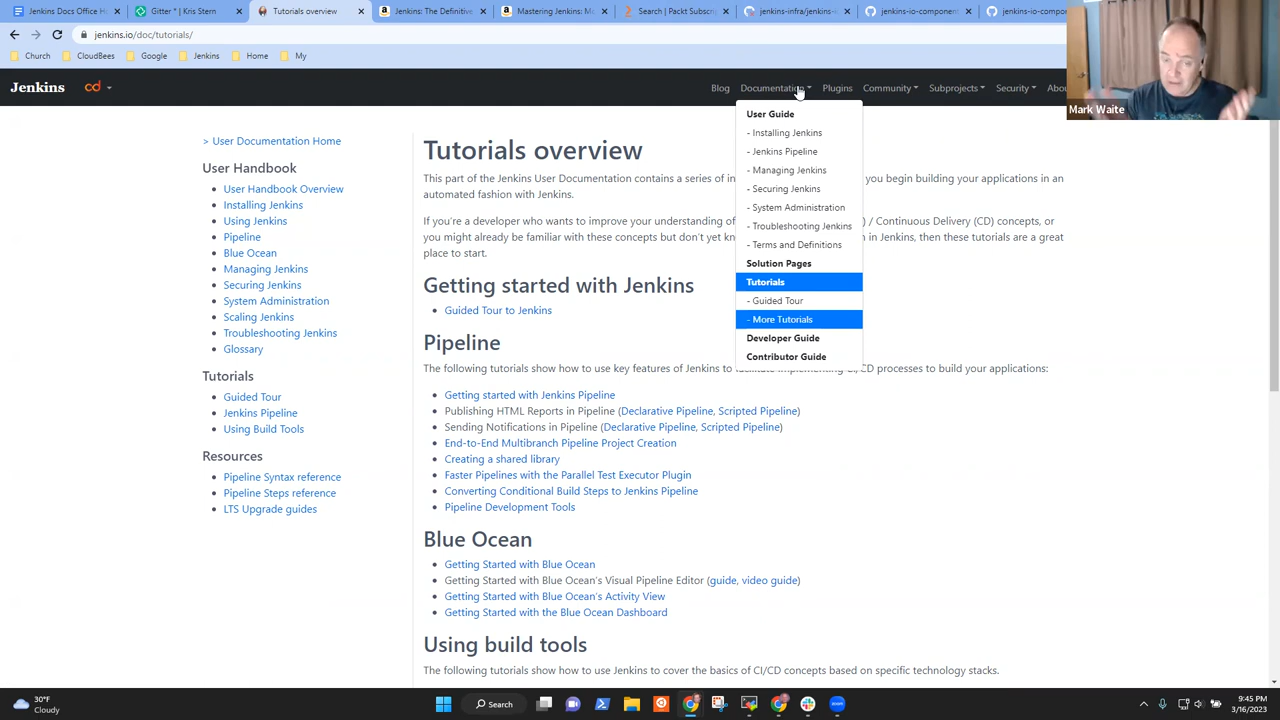 Docs
Jenkins Docs Office Ho
Gitter * | Kris Stern
Tutorials overview
Jenkins: The Definitive
Mastering Jenkins: Me
Search | Packt Subscrip
jenkins-infra/jenkins-io
jenkins-io-component
jenkins-io-comp
jenkins.io/doc/tutorials/
Church
CloudBees
Google
Jenkins
Home
My
Jenkins
cd
Blog
Documentation
Plugins
Community
Subprojects
Security
Abou
Mark Waite
User Guide
- Installing Jenkins
- Jenkins Pipeline
- Managing Jenkins
- Securing Jenkins
- System Administration
- Troubleshooting Jenkins
- Terms and Definitions
Solution Pages
Tutorials
- Guided Tour
- More Tutorials
Developer Guide
Contributor Guide
> User Documentation Home
User Handbook
User Handbook Overview
Installing Jenkins
Using Jenkins
Pipeline
Blue Ocean
Managing Jenkins
Securing Jenkins
System Administration
Scaling Jenkins
Troubleshooting Jenkins
Glossary
Tutorials
Guided Tour
Jenkins Pipeline
Using Build Tools
Resources
Pipeline Syntax reference
Pipeline Steps reference
LTS Upgrade guides
Tutorials overview
This part of the Jenkins User Documentation contains a series of in you begin building your applications in an
automated fashion with Jenkins.
If you're a developer who wants to improve your understanding of ) / Continuous Delivery (CD) concepts, or
you might already be familiar with these concepts but don't yet kn in Jenkins, then these tutorials are a great
place to start.
Getting started with Jenkins
Guided Tour to Jenkins
Pipeline
The following tutorials show how to use key features of Jenkins to facilitate implementing CI/CD processes to build your applications:
Getting started with Jenkins Pipeline
Publishing HTML Reports in Pipeline (Declarative Pipeline, Scripted Pipeline)
Sending Notifications in Pipeline (Declarative Pipeline, Scripted Pipeline)
End-to-End Multibranch Pipeline Project Creation
Creating a shared library
Faster Pipelines with the Parallel Test Executor Plugin
Converting Conditional Build Steps to Jenkins Pipeline
Pipeline Development Tools
Blue Ocean
Getting Started with Blue Ocean
Getting Started with Blue Ocean's Visual Pipeline Editor (guide, video guide)
Getting Started with Blue Ocean's Activity View
Getting Started with the Blue Ocean Dashboard
Using build tools
The following tutorials show how to use Jenkins to cover the basics of CI/CD concepts based on specific technology stacks.
30°F
Cloudy
Search
9:45 PM
3/16/2023